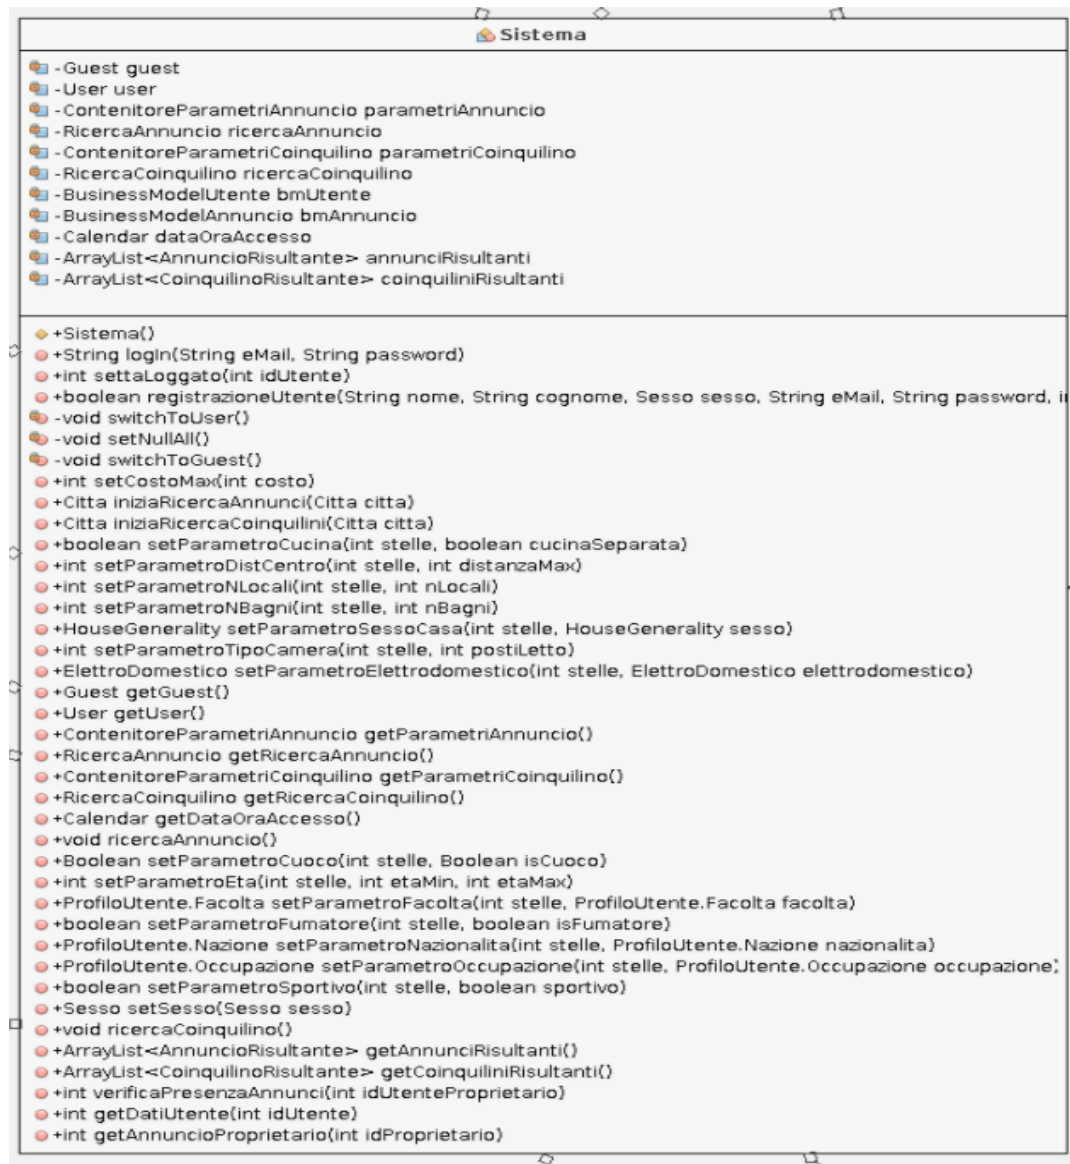 Sistema
-Guest guest
-User user
-ContenitoreParametriAnnuncio parametriAnnuncio
-RicercaAnnuncio ricercaAnnuncio
-ContenitoreParametriCoinquilino parametriCoinquilino
-RicercaCoinquilino ricercaCoinquilino
-BusinessModelUtente bmUtente
-BusinessModelAnnuncio bmAnnuncio
-Calendar dataOraAccesso
-ArrayList<AnnuncioRisultante> annunciRisultanti
-ArrayList<CoinquilinoRisultante> coinquiliniRisultanti
+Sistema()
+String logIn(String eMail, String password)
+int settaLoggato(int idUtente)
+boolean registrazioneUtente(String nome, String cognome, Sesso sesso, String eMail, String password, i
-void switchToUser()
-void setNullAll()
-void switchToGuest()
+int setCostoMax(int costo)
+Citta iniziaRicercaAnnunci(Citta citta)
+Citta iniziaRicercaCoinquilini(Citta citta)
+boolean setParametroCucina(int stelle, boolean cucinaSeparata)
+int setParametroDistCentro(int stelle, int distanzaMax)
+int setParametroNLocali(int stelle, int nLocali)
+int setParametroNBagni(int stelle, int nBagni)
+HouseGenerality setParametroSessoCasa(int stelle, HouseGenerality sesso)
+int setParametroTipoCamera(int stelle, int postiLetto)
+ElettroDomestico setParametroElettrodomestico(int stelle, ElettroDomestico elettrodomestico)
+Guest getGuest()
+User getUser()
+ContenitoreParametriAnnuncio getParametriAnnuncio()
+RicercaAnnuncio getRicercaAnnuncio()
+ContenitoreParametriCoinquilino getParametriCoinquilino()
+RicercaCoinquilino getRicercaCoinquilino()
+Calendar getDataOraAccesso()
+void ricercaAnnuncio()
+Boolean setParametroCuoco(int stelle, Boolean isCuoco)
+int setParametroEta(int stelle, int etaMin, int etaMax)
+ProfiloUtente.Facolta setParametroFacolta(int stelle, ProfiloUtente.Facolta facolta)
+boolean setParametroFumatore(int stelle, boolean isFumatore)
+ProfiloUtente.Nazione setParametroNazionalita(int stelle, ProfiloUtente.Nazione nazionalita)
+ProfiloUtente.Occupazione setParametroOccupazione(int stelle, ProfiloUtente.Occupazione occupazione)
+boolean setParametroSportivo(int stelle, boolean sportivo)
+Sesso setSesso(Sesso sesso)
+void ricercaCoinquilino()
+ArrayList<AnnuncioRisultante> getAnnunciRisultanti()
+ArrayList<CoinquilinoRisultante> getCoinquiliniRisultanti()
+int verificaPresenzaAnnunci(int idUtenteProprietario)
+int getDatiUtente(int idUtente)
+int getAnnuncioProprietario(int idProprietario)